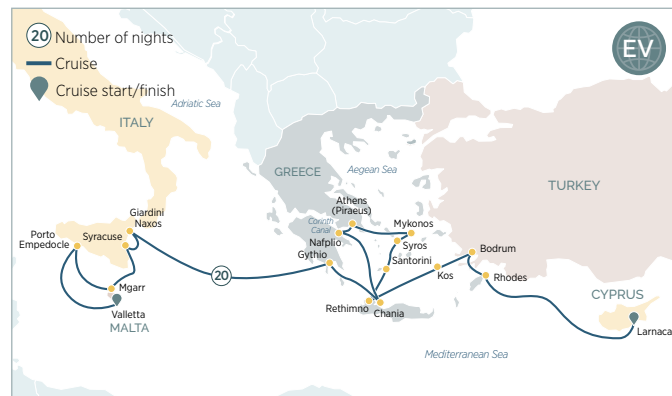 20 Number of nights
Cruise
Cruise start/finish
EV
Adriatic Sea
ITALY
GREECE
Aegean Sea
TURKEY
Giardini
Naxos
Porto
Empedocle
Syracuse
Athens
(Piraeus)
Corinth
Canal
Mykonos
Nafplio
Syros
Gythio
Santorini
Bodrum
Kos
Rhodes
20
Mgarr
Valletta
MALTA
Rethimno
Chania
CYPRUS
Larnaca
Mediterranean Sea